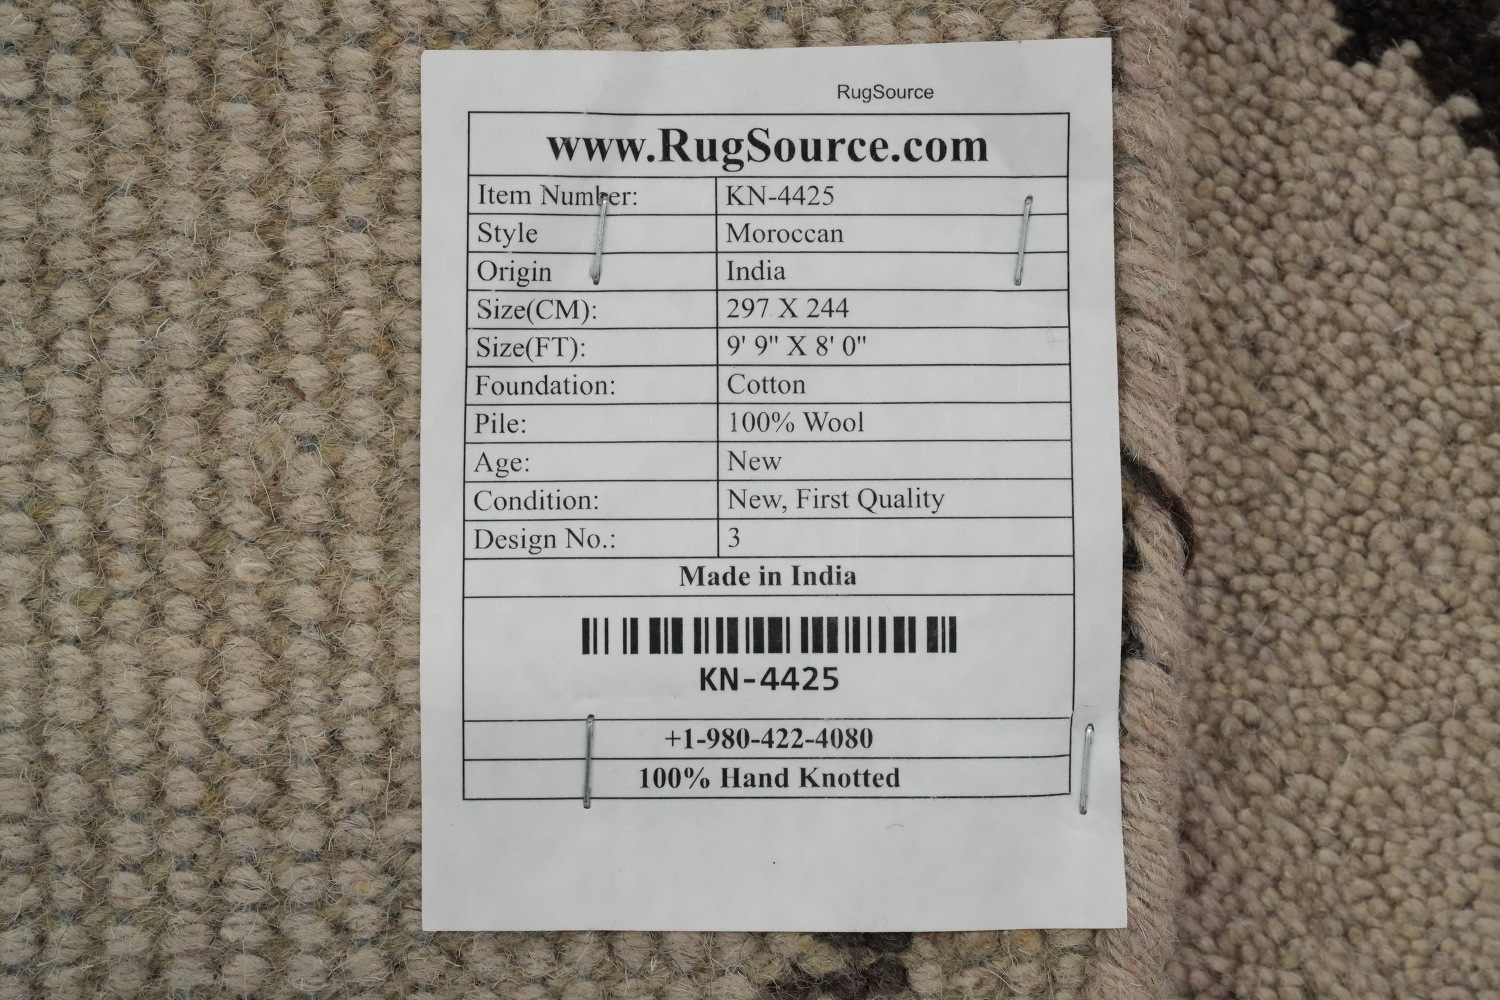 RugSource
www.RugSource.com
Item Number: KN-4425
Style Moroccan
Origin India
Size(CM): 297 X 244
Size(FT): 9' 9" X 8' 0"
Foundation: Cotton
Pile: 100% Wool
Age: New
Condition: New, First Quality
Design No.: 3
Made in India
KN-4425
+1-980-422-4080
100% Hand Knotted